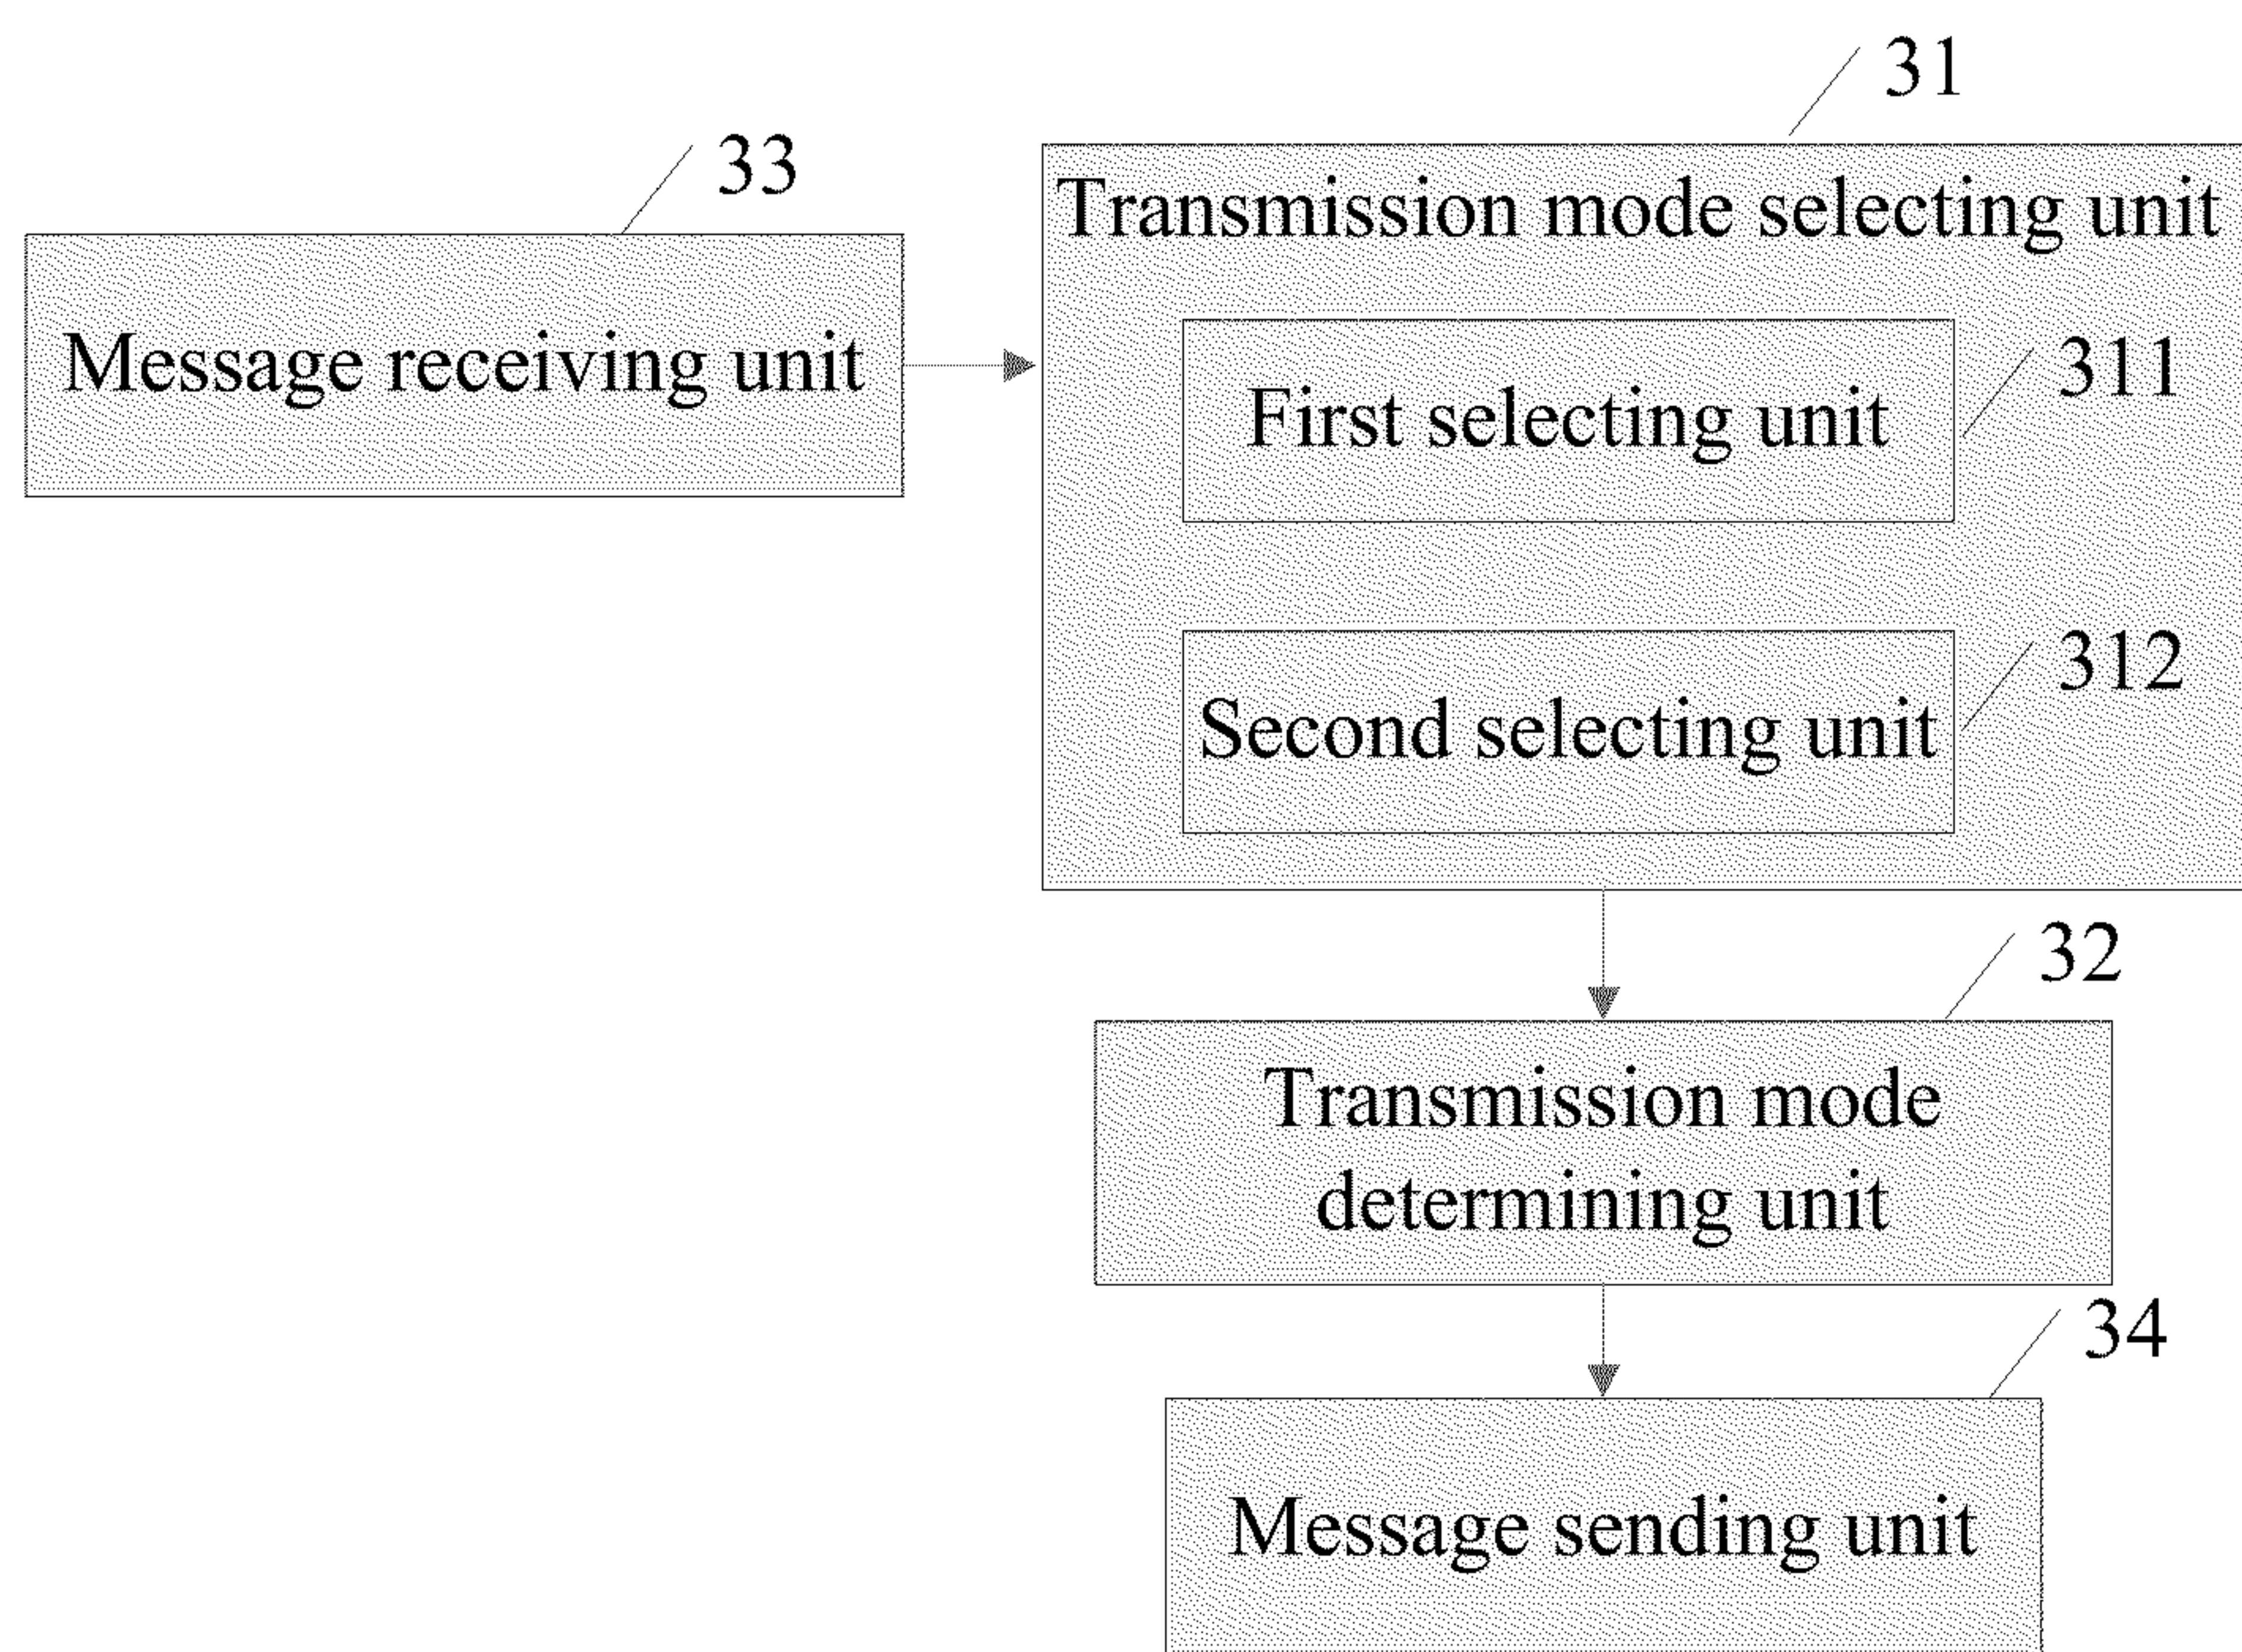 31
33
Transmission mode selecting unit
Message receiving unit
311
First selecting unit
312
Second selecting unit
32
Transmission mode
determining unit
34
Message sending unit